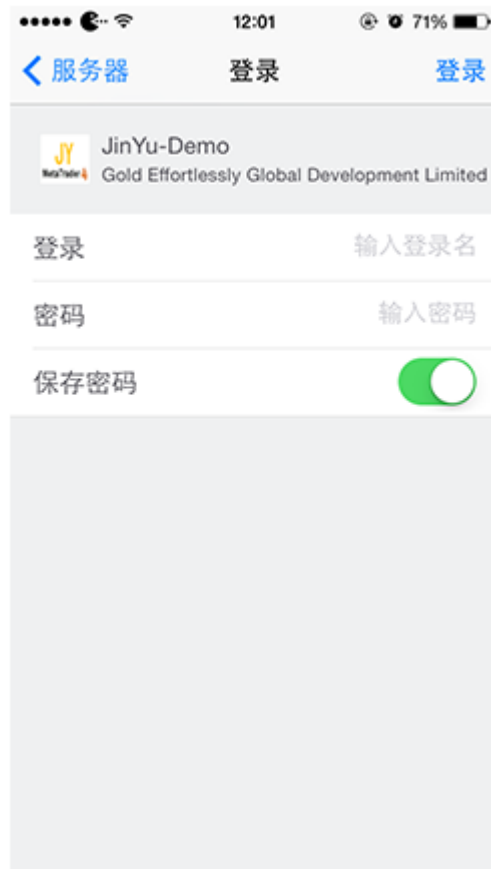 12:01 71%
服务器 登录 登录
JY JinYu-Demo
MetaTrader 4 Gold Effortlessly Global Development Limited
登录 输入登录名
密码 输入密码
保存密码